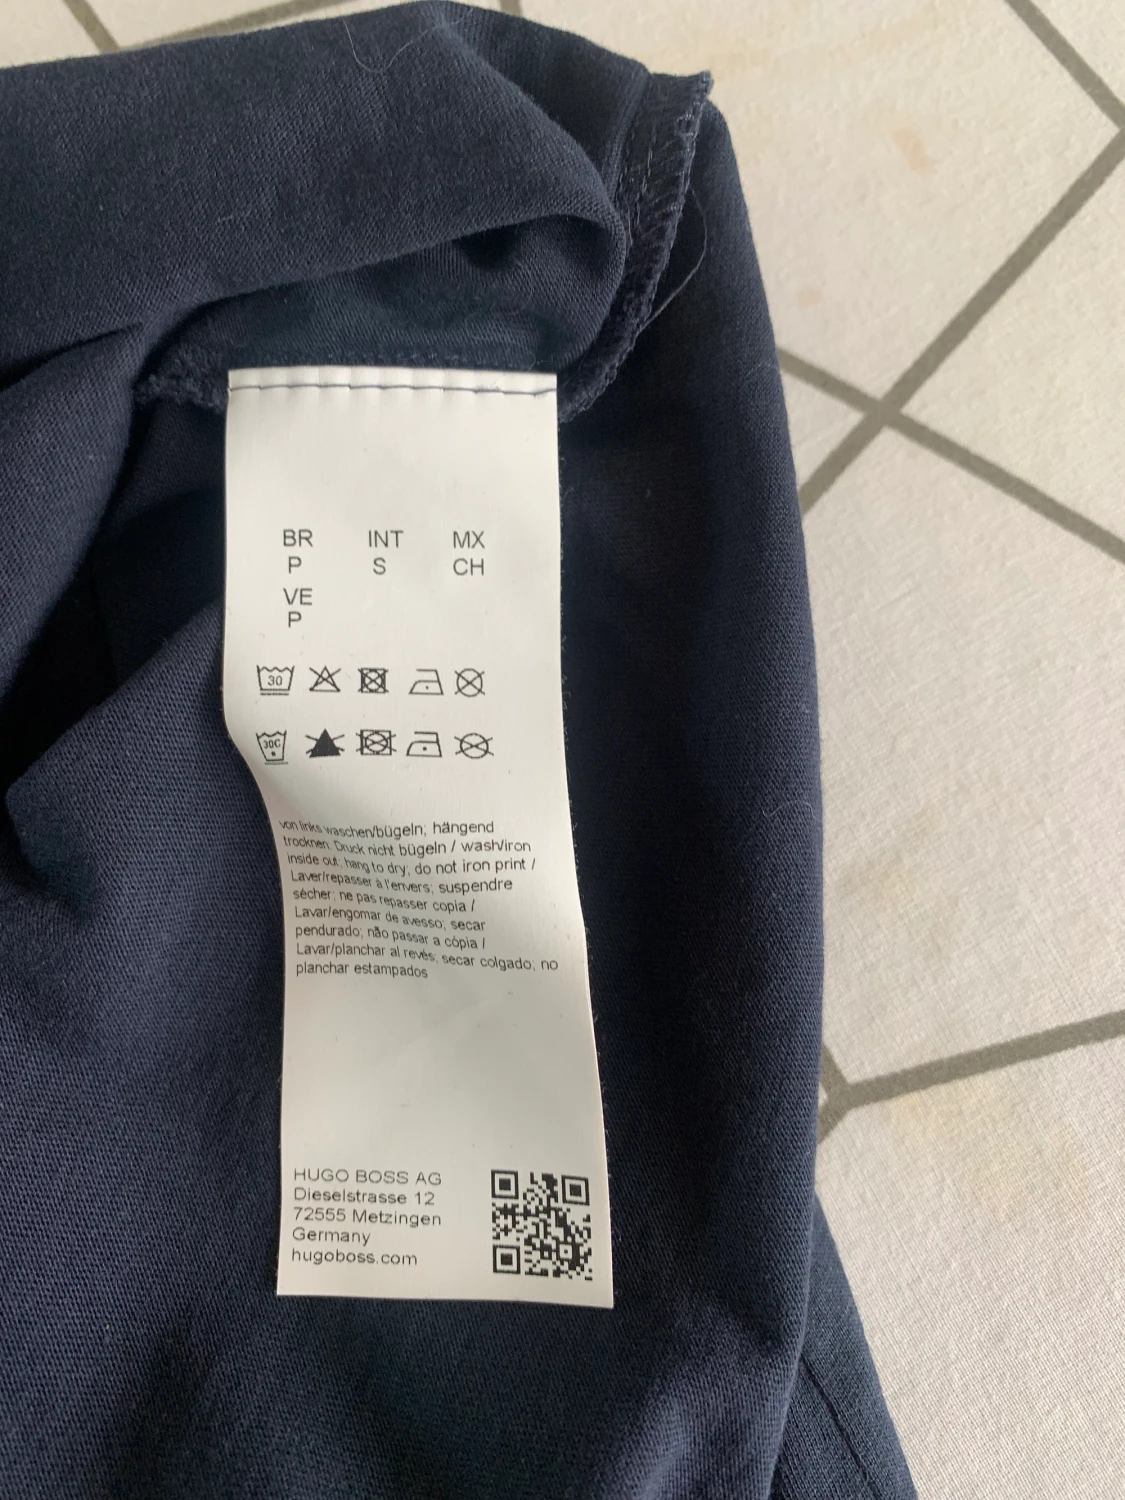 BR INT MX
P S CH
VE
P
30
30C
von links waschen/bügeln; hängend
trocknen. Druck nicht bügeln / wash/iron
inside out; hang to dry; do not iron print /
Laver/repasser à l'envers; suspendre
sécher; ne pas repasser copia /
Lavar/engomar de avesso; secar
pendurado; não passar a cópia /
Lavar/planchar al revés; secar colgado; no
planchar estampados
HUGO BOSS AG
Dieselstrasse 12
72555 Metzingen
Germany
hugoboss.com